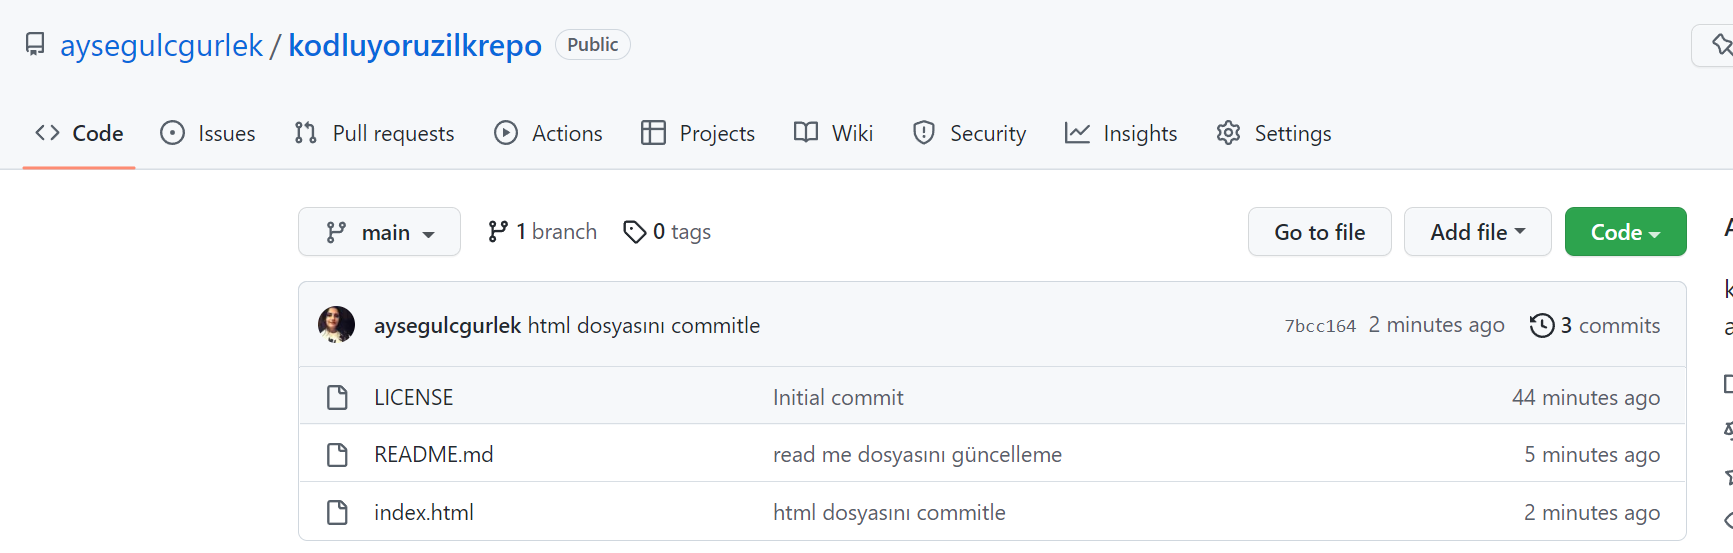 aysegulcgurlek / kodluyoruzilkrepo Public
Code Issues Pull requests Actions Projects Wiki Security Insights Settings
main 1 branch 0 tags Go to file Add file Code
aysegulcgurlek html dosyasını commitle 7bcc164 2 minutes ago 3 commits
LICENSE Initial commit 44 minutes ago
README.md read me dosyasını güncelleme 5 minutes ago
index.html html dosyasını commitle 2 minutes ago